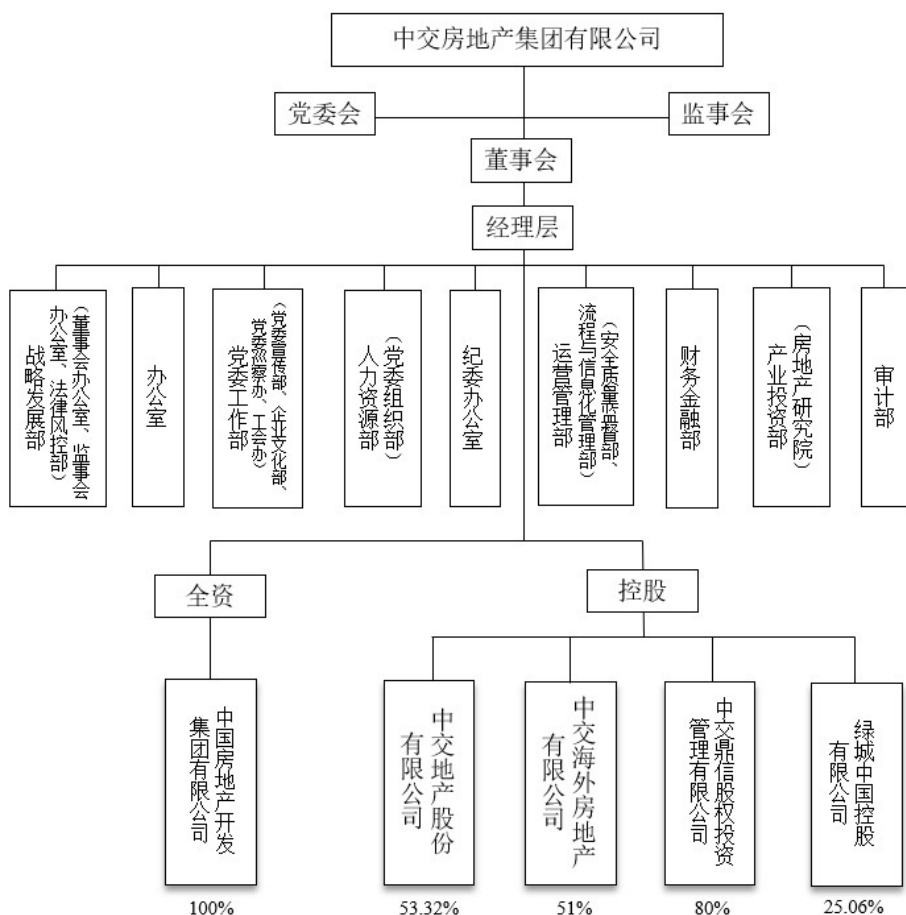 中交房地产集团有限公司
党委会
监事会
董事会
经理层
（董事会办公室、监事会
办公室、法律风控部）
战略发展部
办公室
（党委宣传部、企业文化部、
党委巡察办、工会办）
党委工作部
（党委组织部）
人力资源部
纪委办公室
（安全质量监督部、
流程与信息化管理部）
运营管理部
财务金融部
（房地产研究院）
产业投资部
审计部
全资
控股
中国房地产开发
集团有限公司
中交地产股份
有限公司
中交海外房地产
有限公司
中交鼎信股权投资
管理有限公司
绿城中国控股
有限公司
100%
53.32%
51%
80%
25.06%